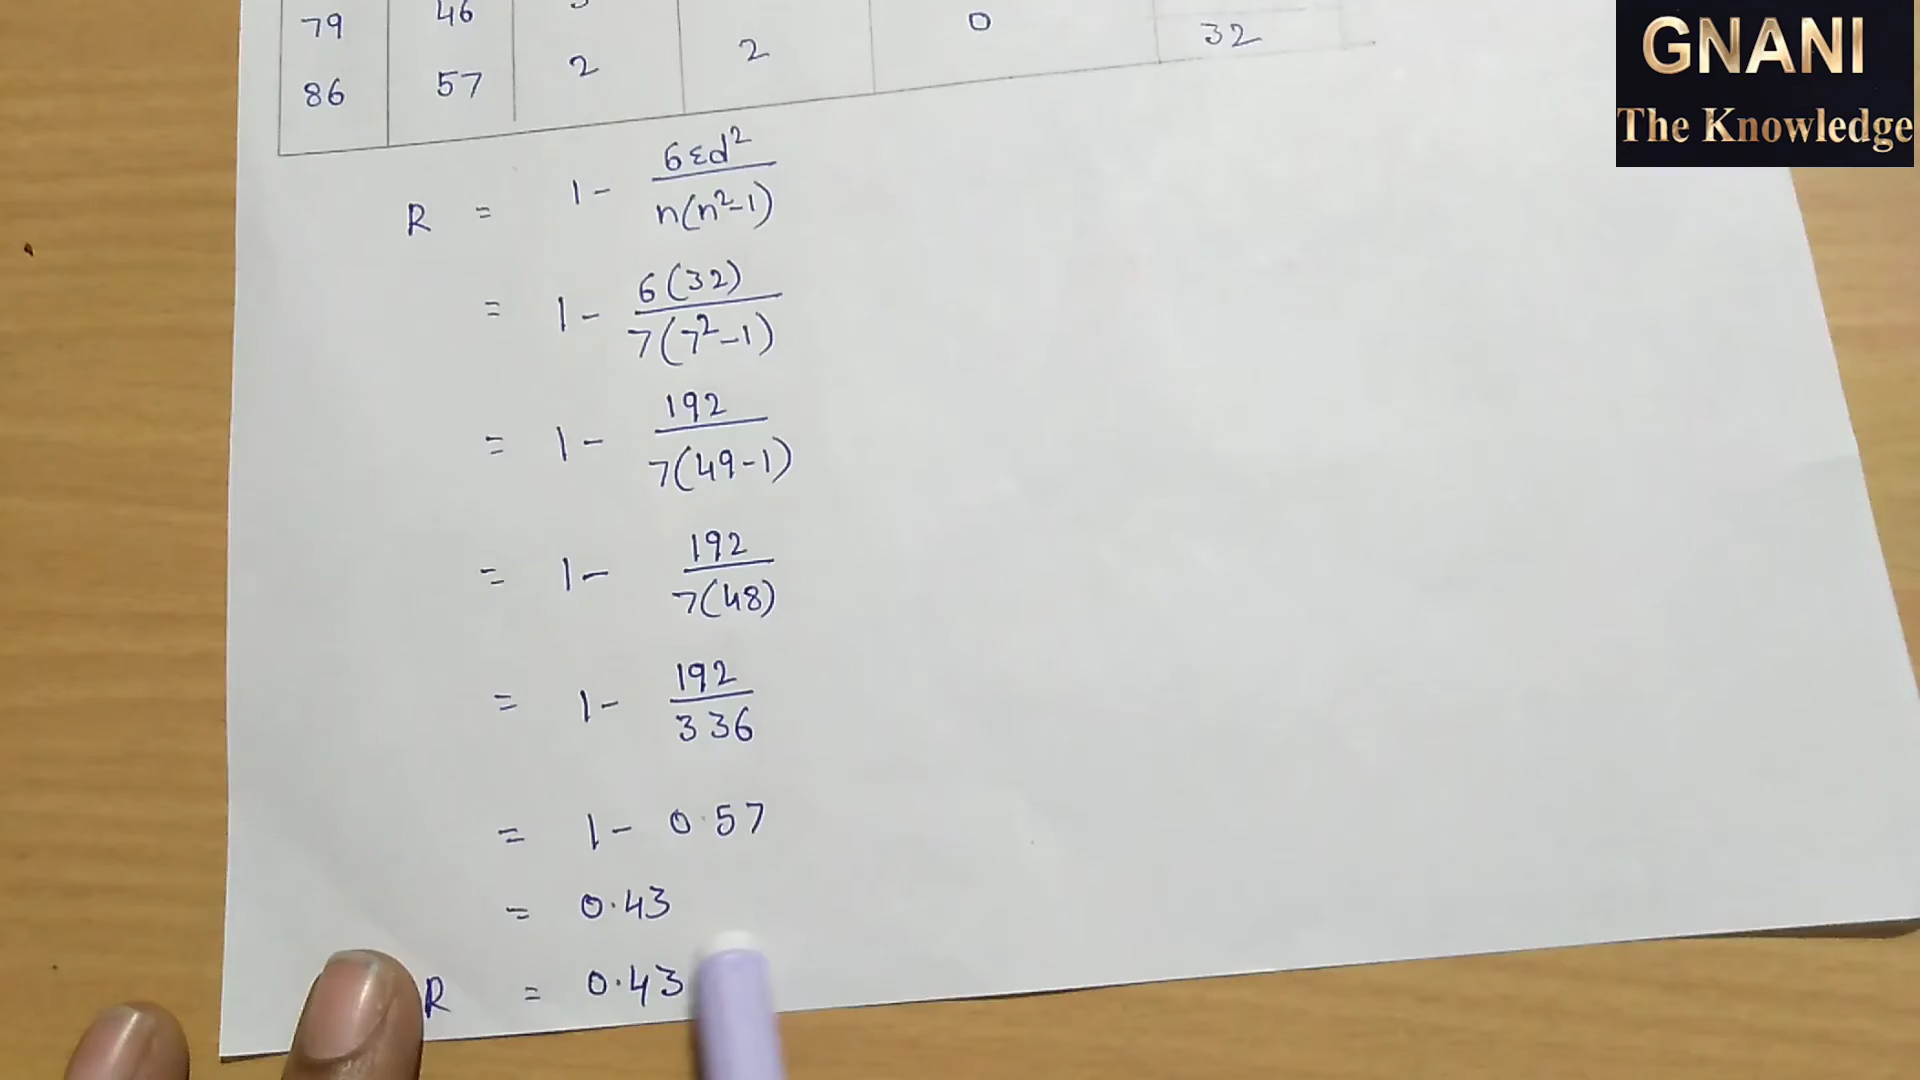 79 46 0
86 57 2 2 32
R = 1 - 6Εd²/n(n²-1)
= 1 - 6(32)/7(7²-1)
= 1 - 192/7(49-1)
= 1 - 192/7(48)
= 1 - 192/336
= 1 - 0.57
= 0.43
R = 0.43
GNANI
The Knowledge